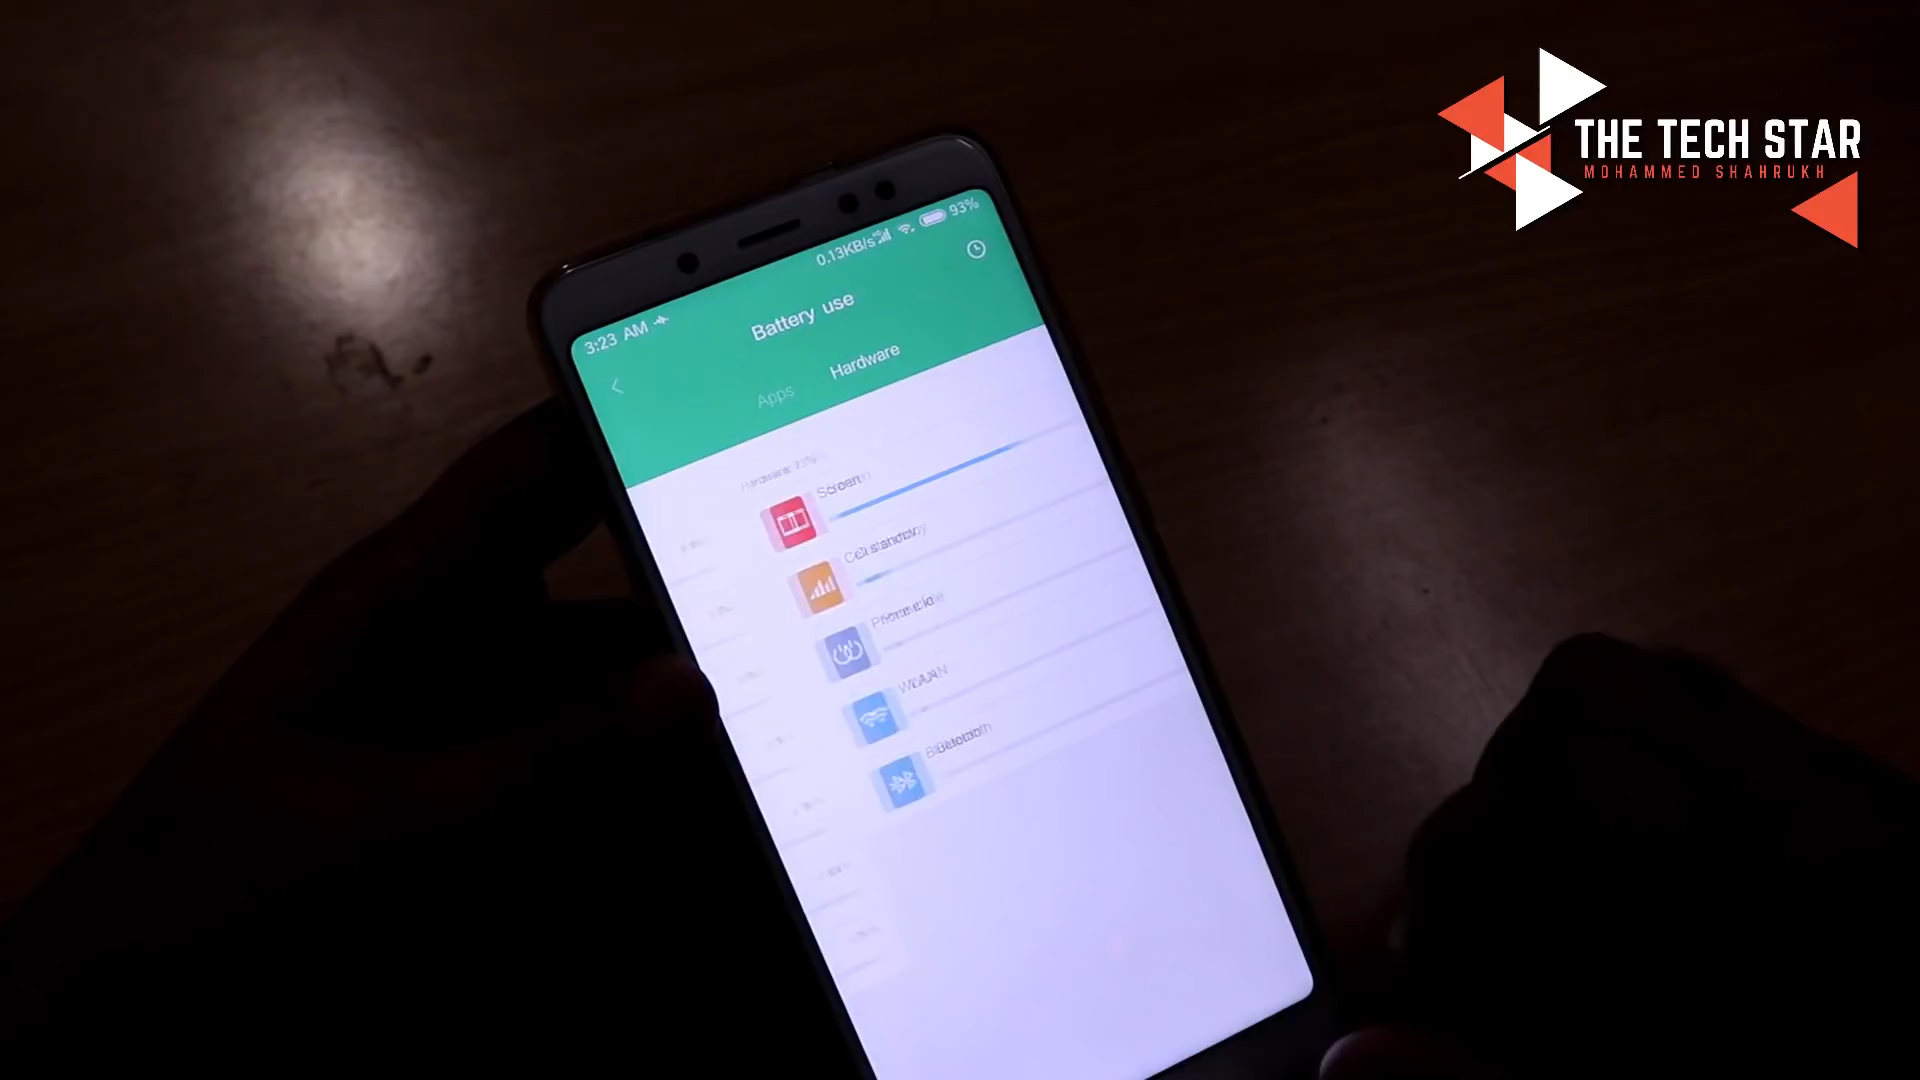 THE TECH STAR
MOHAMMED SHAHRUKH
3:23 AM
0.13KB/s
93%
Battery use
Apps
Hardware
Hardware
Screen
Cell standby
Phone idle
WLAN
Bluetooth